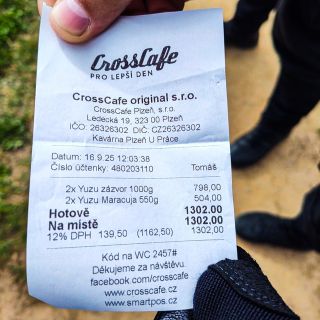 CrossCafe
PRO LEPŠÍ DEN
CrossCafe original s.r.o.
CrossCafe Plzeň, s.r.o.
Ledecká 19, 323 00 Plzeň
IČO: 26326302 DIČ: CZ26326302
Kavárna Plzeň U Práce
Datum: 16.9.25 12:03:38
Číslo účtenky: 480203110 Tomáš
2x Yuzu zázvor 1000g 798,00
2x Yuzu Maracuja 550g 504,00
Hotově 1302,00
Na místě 1302,00
12% DPH 139,50 (1162,50) 1302,00
Kód na WC 2457#
Děkujeme za návštěvu.
facebook.com/crosscafe
www.crosscafe.cz
www.smartpos.cz